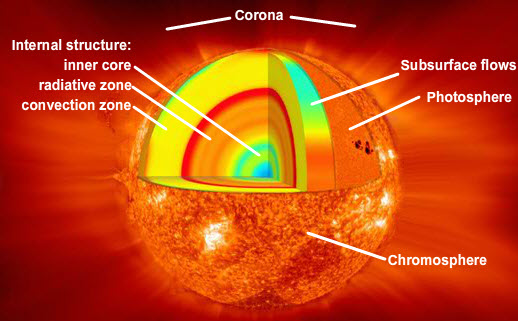 Corona
Internal structure:
inner core
radiative zone
convection zone
Subsurface flows
Photosphere
Chromosphere